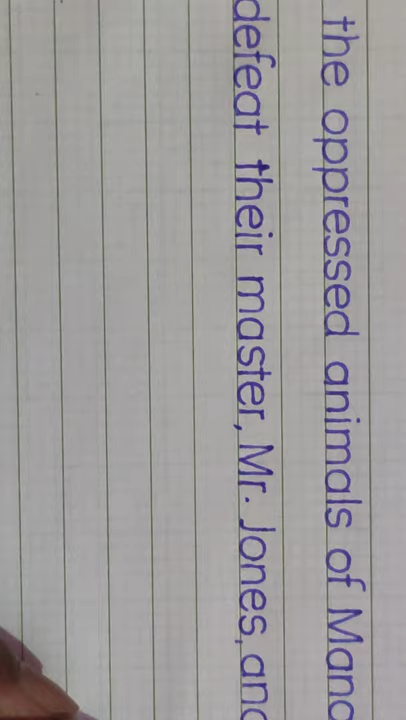 the oppressed animals of
defeat their master, Mr. Jones,